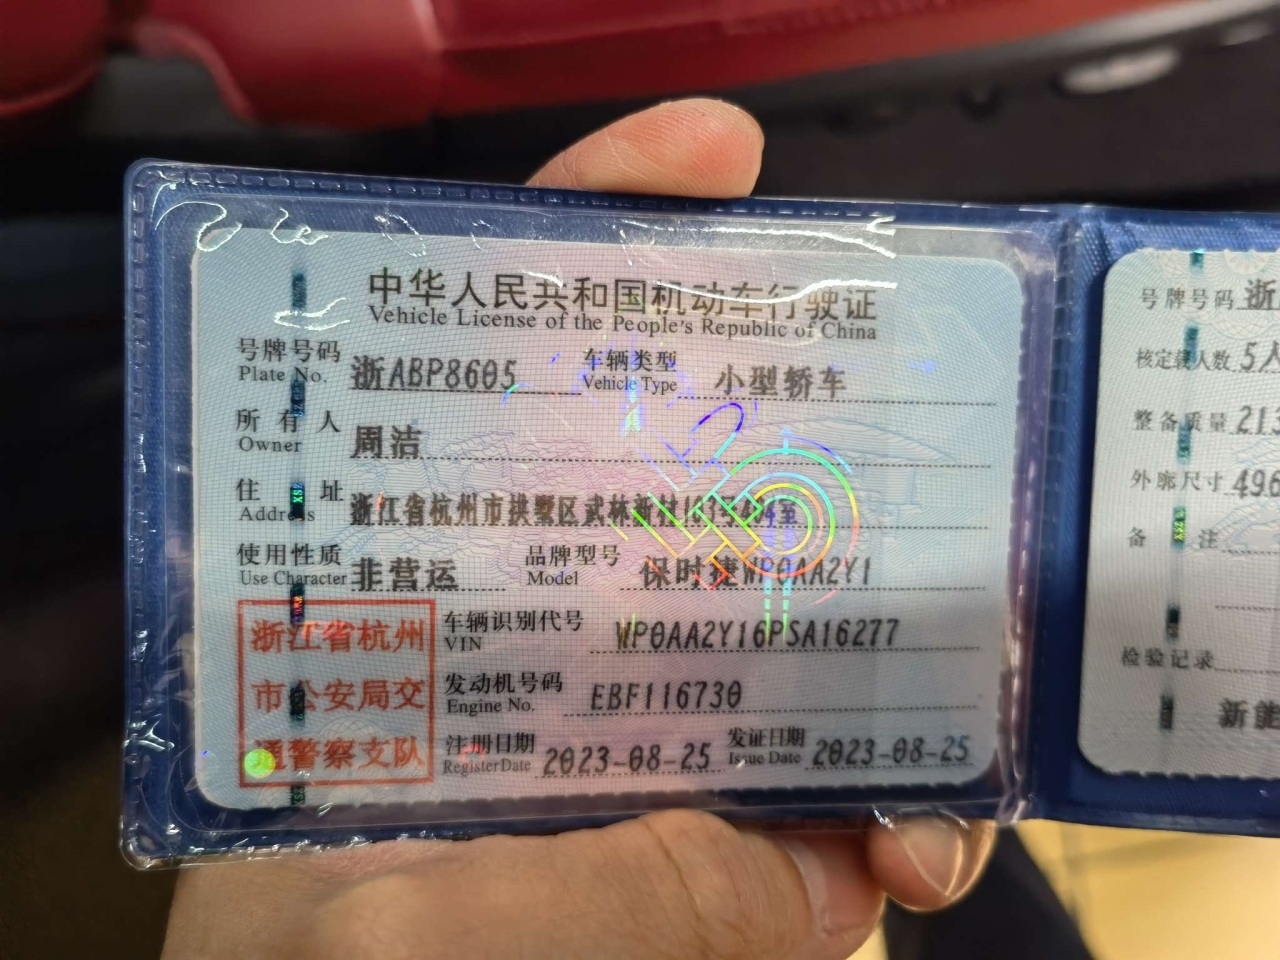 中华人民共和国机动车行驶证
Vehicle License of the People's Republic of China
号牌号码 浙ABP8605 车辆类型 小型轿车
Plate No. Vehicle Type
所有人 周洁
Owner
住址 浙江省杭州市拱墅区武林新村
Address
使用性质 非营运 品牌型号 保时捷WP0AA2Y1
Use Character Model
浙江省杭州
市公安局交
通警察支队
车辆识别代号 WP0AA2Y16PSA16277
VIN
发动机号码 EBF116730
Engine No.
注册日期 2023-08-25 发证日期 2023-08-25
Register Date Issue Date
号牌号码 浙
核定载人数 5人
整备质量 213
外廓尺寸 496
备注
检验记录
新能